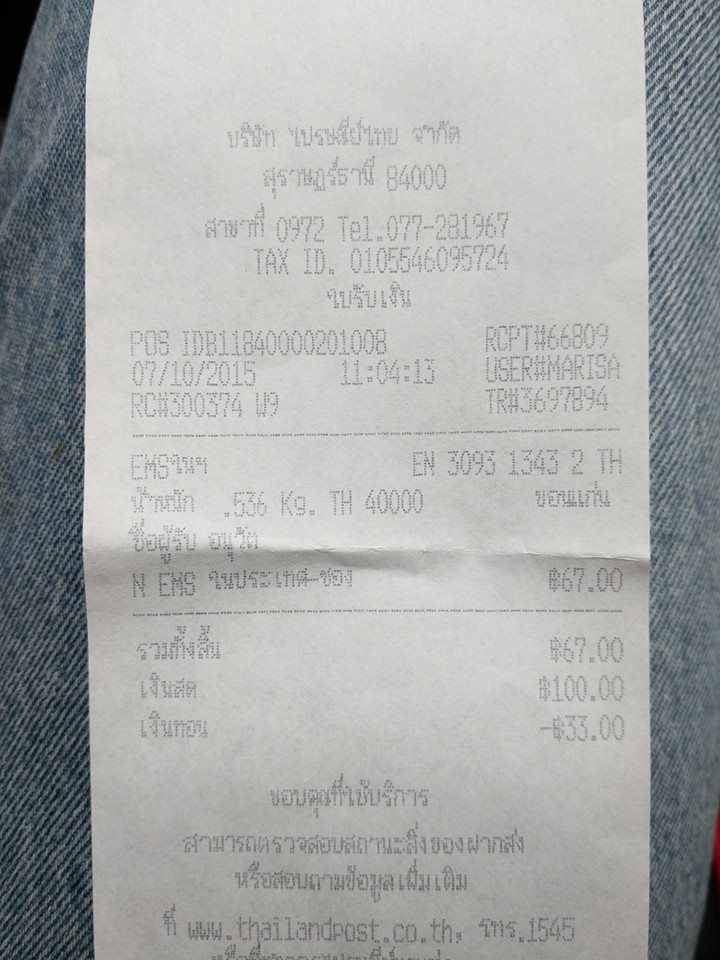 บริษัท ไปรษณีย์ไทย จำกัด
สุราษฎร์ธานี 84000
สาขาที่ 0972 Tel.077-281967
TAX ID. 0105546095724
ใบรับเงิน
POS IDB11840000201008 RCPT#66809
07/10/2015 11:04:13 USER#MARISA
RC#300374 W9 TR#3697894
EMSในฯ EN 3093 1343 2 TH
น้ำหนัก .536 Kg. TH 40000 ขอนแก่น
ชื่อผู้รับ อนุวัต
N EMS ในประเทศ-ซอง ฿67.00
รวมทั้งสิ้น ฿67.00
เงินสด ฿100.00
เงินทอน -฿33.00
ขอบคุณที่ใช้บริการ
สามารถตรวจสอบสถานะสิ่งของฝากส่ง
หรือสอบถามข้อมูลเพิ่มเติม
ที่ www.thailandpost.co.th, โทร.1545